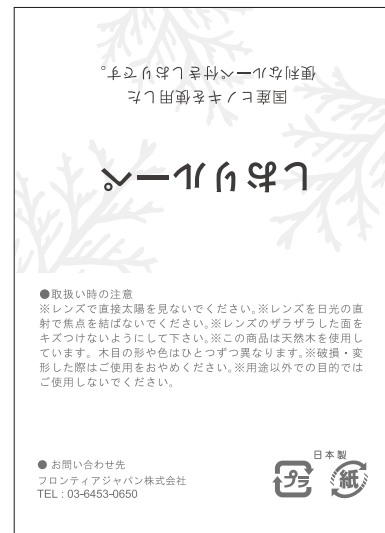 しおりルーペ
国産ヒノキを使用した
便利なルーペ付きしおりです。
●取扱い時の注意
※レンズで直接太陽を見ないでください。※レンズを日光の直
射で焦点を結ばないでください。※レンズのザラザラした面を
キズつけないようにして下さい。※この商品は天然木を使用し
ています。木目の形や色はひとつずつ異なります。※破損・変
形した際はご使用をおやめください。※用途以外での目的では
ご使用しないでください。
● お問い合わせ先
フロンティアジャパン株式会社
TEL : 03-6453-0650
日本製
プラ
紙